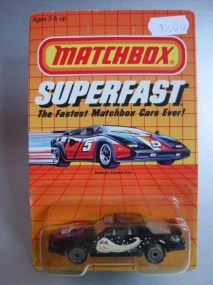 Ages 3 & up
MATCHBOX
SUPERFAST
The Fastest Matchbox Cars Ever!
5